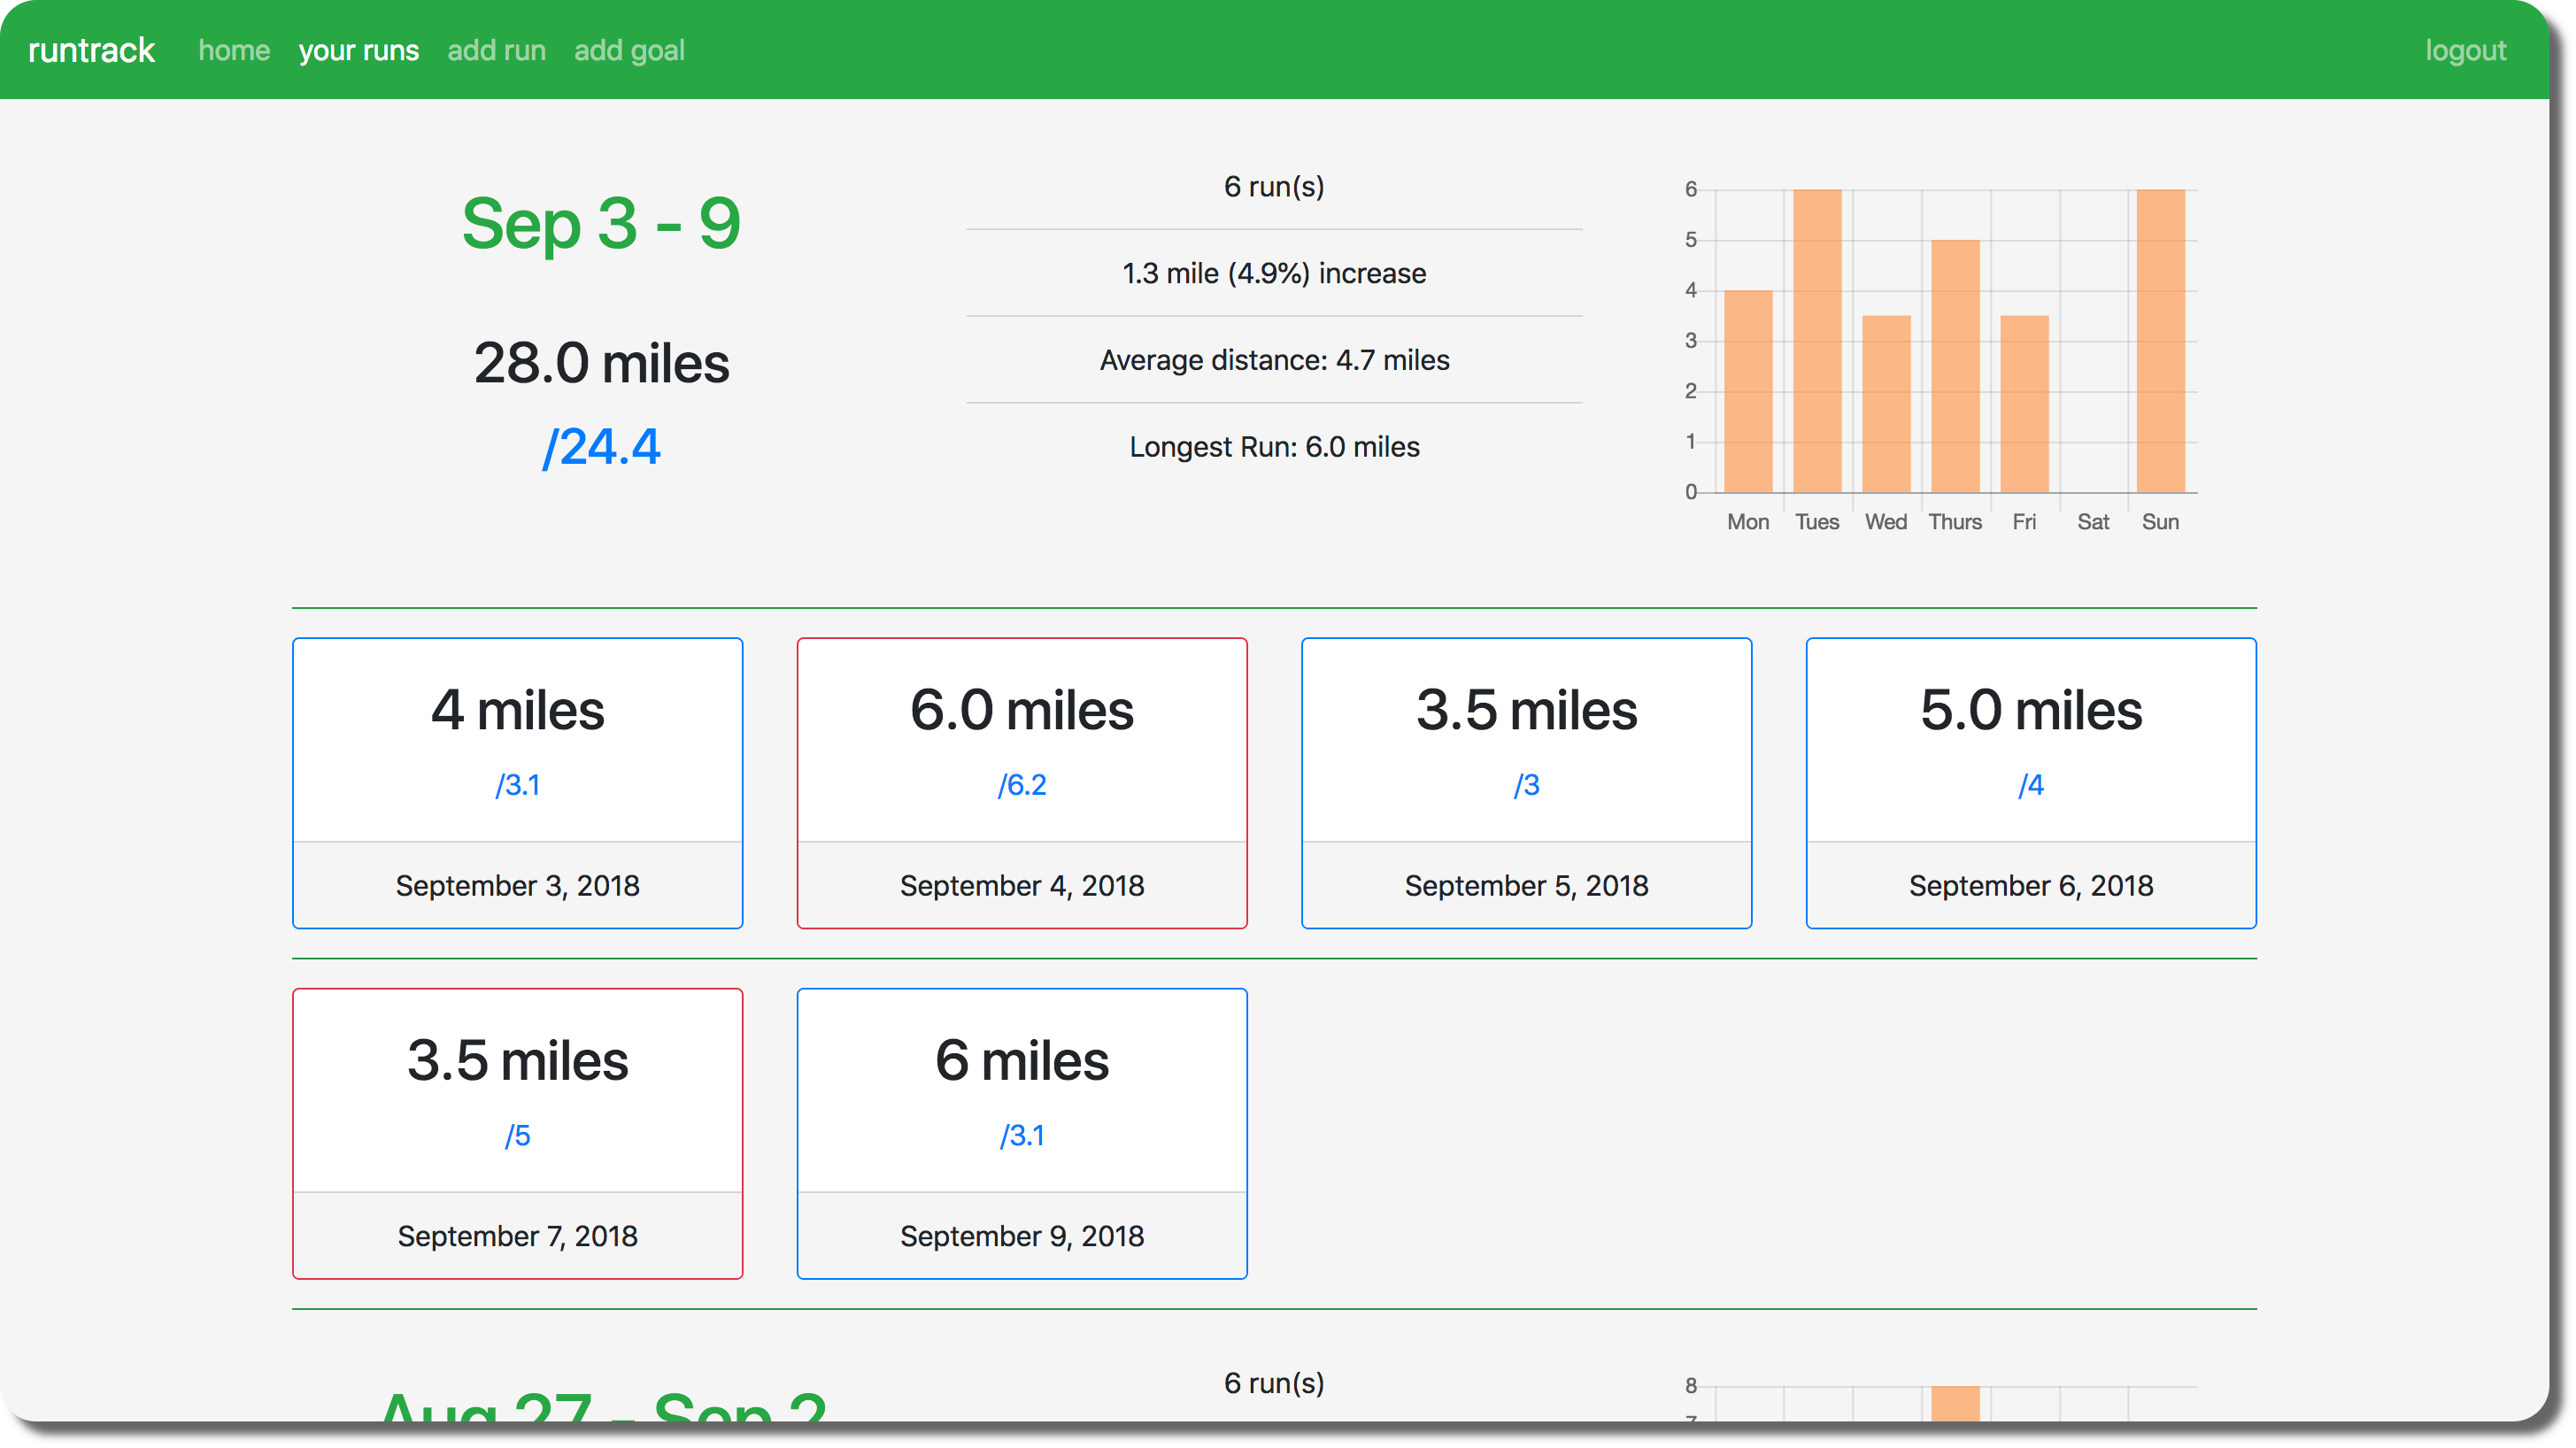 runtrack home your runs add run add goal logout
Sep 3 - 9
28.0 miles
/24.4
6 run(s)
1.3 mile (4.9%) increase
Average distance: 4.7 miles
Longest Run: 6.0 miles
6
5
4
3
2
1
0
Mon Tues Wed Thurs Fri Sat Sun
4 miles
/3.1
September 3, 2018
6.0 miles
/6.2
September 4, 2018
3.5 miles
/3
September 5, 2018
5.0 miles
/4
September 6, 2018
3.5 miles
/5
September 7, 2018
6 miles
/3.1
September 9, 2018
Aug 27 - Sep 2
6 run(s)
8
7